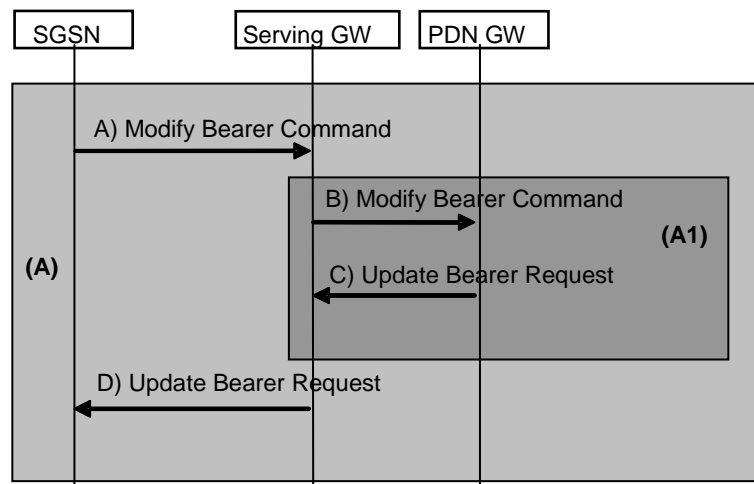 SGSN
Serving GW
PDN GW
A) Modify Bearer Command
B) Modify Bearer Command
(A1)
(A)
C) Update Bearer Request
D) Update Bearer Request